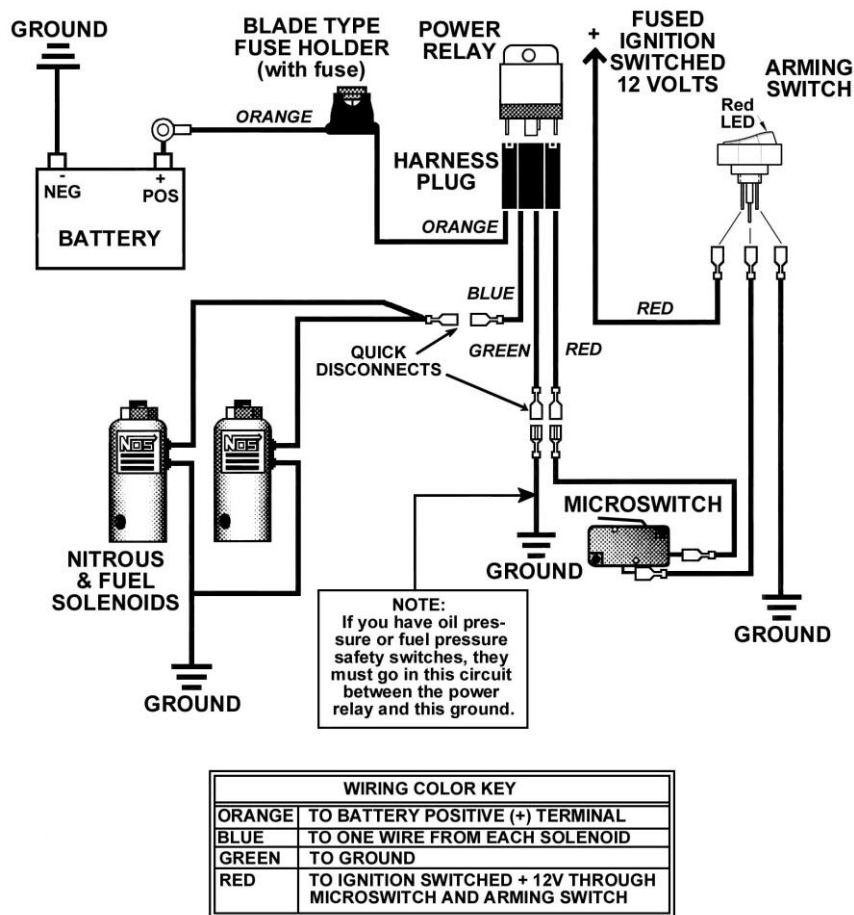 GROUND
BLADE TYPE
FUSE HOLDER
(with fuse)
POWER
RELAY
+
FUSED
IGNITION
SWITCHED
12 VOLTS
ARMING
SWITCH
Red
LED
ORANGE
-
NEG
+
POS
BATTERY
HARNESS
PLUG
ORANGE
BLUE
RED
QUICK
DISCONNECTS
GREEN
RED
NOS
NOS
MICROSWITCH
NITROUS
& FUEL
SOLENOIDS
GROUND
GROUND
GROUND
NOTE:
If you have oil pres-
sure or fuel pressure
safety switches, they
must go in this circuit
between the power
relay and this ground.
WIRING COLOR KEY
ORANGE TO BATTERY POSITIVE (+) TERMINAL
BLUE TO ONE WIRE FROM EACH SOLENOID
GREEN TO GROUND
RED TO IGNITION SWITCHED + 12V THROUGH
MICROSWITCH AND ARMING SWITCH